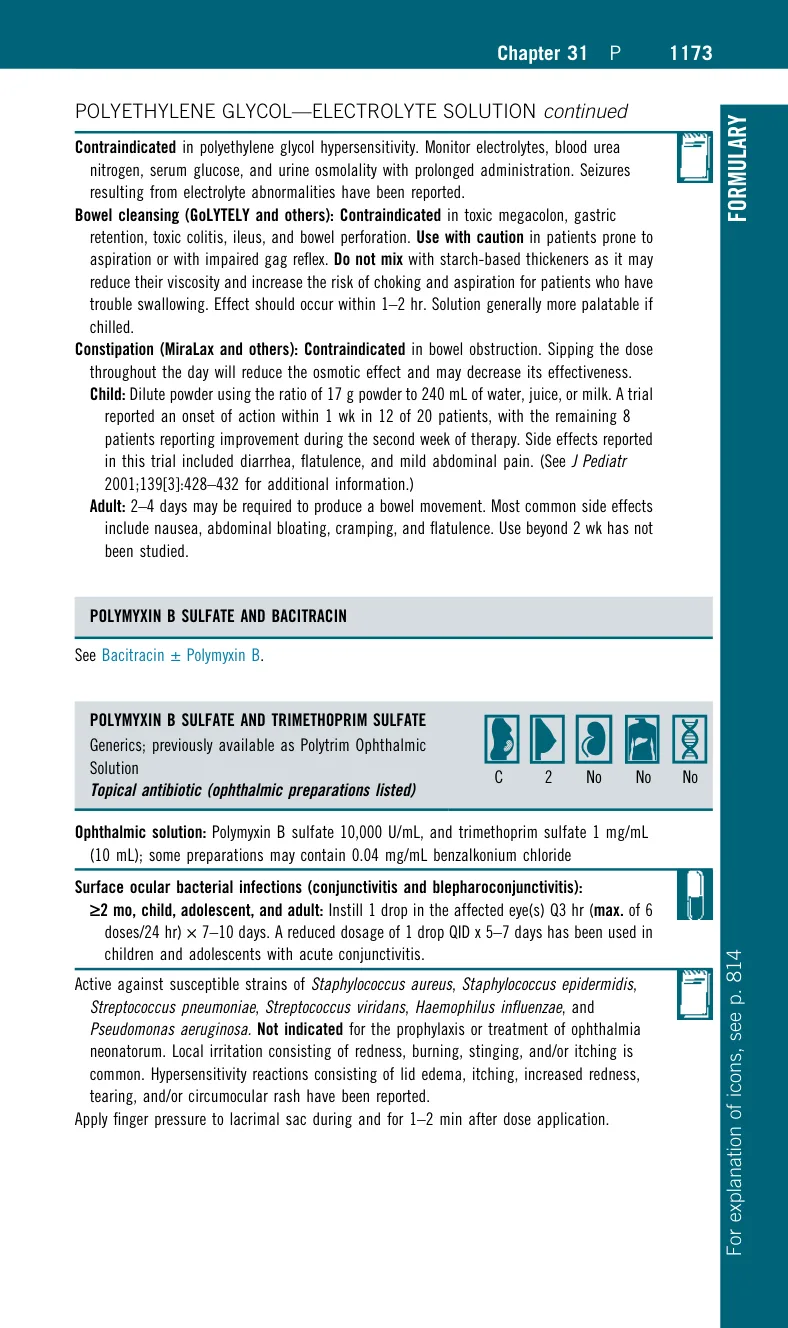 Chapter 31 P 1173
POLYETHYLENE GLYCOL—ELECTROLYTE SOLUTION continued
Contraindicated in polyethylene glycol hypersensitivity. Monitor electrolytes, blood urea
nitrogen, serum glucose, and urine osmolality with prolonged administration. Seizures
resulting from electrolyte abnormalities have been reported.
Bowel cleansing (GoLYTELY and others): Contraindicated in toxic megacolon, gastric
retention, toxic colitis, ileus, and bowel perforation. Use with caution in patients prone to
aspiration or with impaired gag reflex. Do not mix with starch-based thickeners as it may
reduce their viscosity and increase the risk of choking and aspiration for patients who have
trouble swallowing. Effect should occur within 1–2 hr. Solution generally more palatable if
chilled.
Constipation (MiraLax and others): Contraindicated in bowel obstruction. Sipping the dose
throughout the day will reduce the osmotic effect and may decrease its effectiveness.
Child: Dilute powder using the ratio of 17 g powder to 240 mL of water, juice, or milk. A trial
reported an onset of action within 1 wk in 12 of 20 patients, with the remaining 8
patients reporting improvement during the second week of therapy. Side effects reported
in this trial included diarrhea, flatulence, and mild abdominal pain. (See J Pediatr
2001;139[3]:428–432 for additional information.)
Adult: 2–4 days may be required to produce a bowel movement. Most common side effects
include nausea, abdominal bloating, cramping, and flatulence. Use beyond 2 wk has not
been studied.
POLYMYXIN B SULFATE AND BACITRACIN
See Bacitracin ± Polymyxin B.
POLYMYXIN B SULFATE AND TRIMETHOPRIM SULFATE
Generics; previously available as Polytrim Ophthalmic
Solution
Topical antibiotic (ophthalmic preparations listed)
C 2 No No No
Ophthalmic solution: Polymyxin B sulfate 10,000 U/mL, and trimethoprim sulfate 1 mg/mL
(10 mL); some preparations may contain 0.04 mg/mL benzalkonium chloride
Surface ocular bacterial infections (conjunctivitis and blepharoconjunctivitis):
≥2 mo, child, adolescent, and adult: Instill 1 drop in the affected eye(s) Q3 hr (max. of 6
doses/24 hr) × 7–10 days. A reduced dosage of 1 drop QID x 5–7 days has been used in
children and adolescents with acute conjunctivitis.
Active against susceptible strains of Staphylococcus aureus, Staphylococcus epidermidis,
Streptococcus pneumoniae, Streptococcus viridans, Haemophilus influenzae, and
Pseudomonas aeruginosa. Not indicated for the prophylaxis or treatment of ophthalmia
neonatorum. Local irritation consisting of redness, burning, stinging, and/or itching is
common. Hypersensitivity reactions consisting of lid edema, itching, increased redness,
tearing, and/or circumocular rash have been reported.
Apply finger pressure to lacrimal sac during and for 1–2 min after dose application.
FORMULARY
For explanation of icons, see p. 814